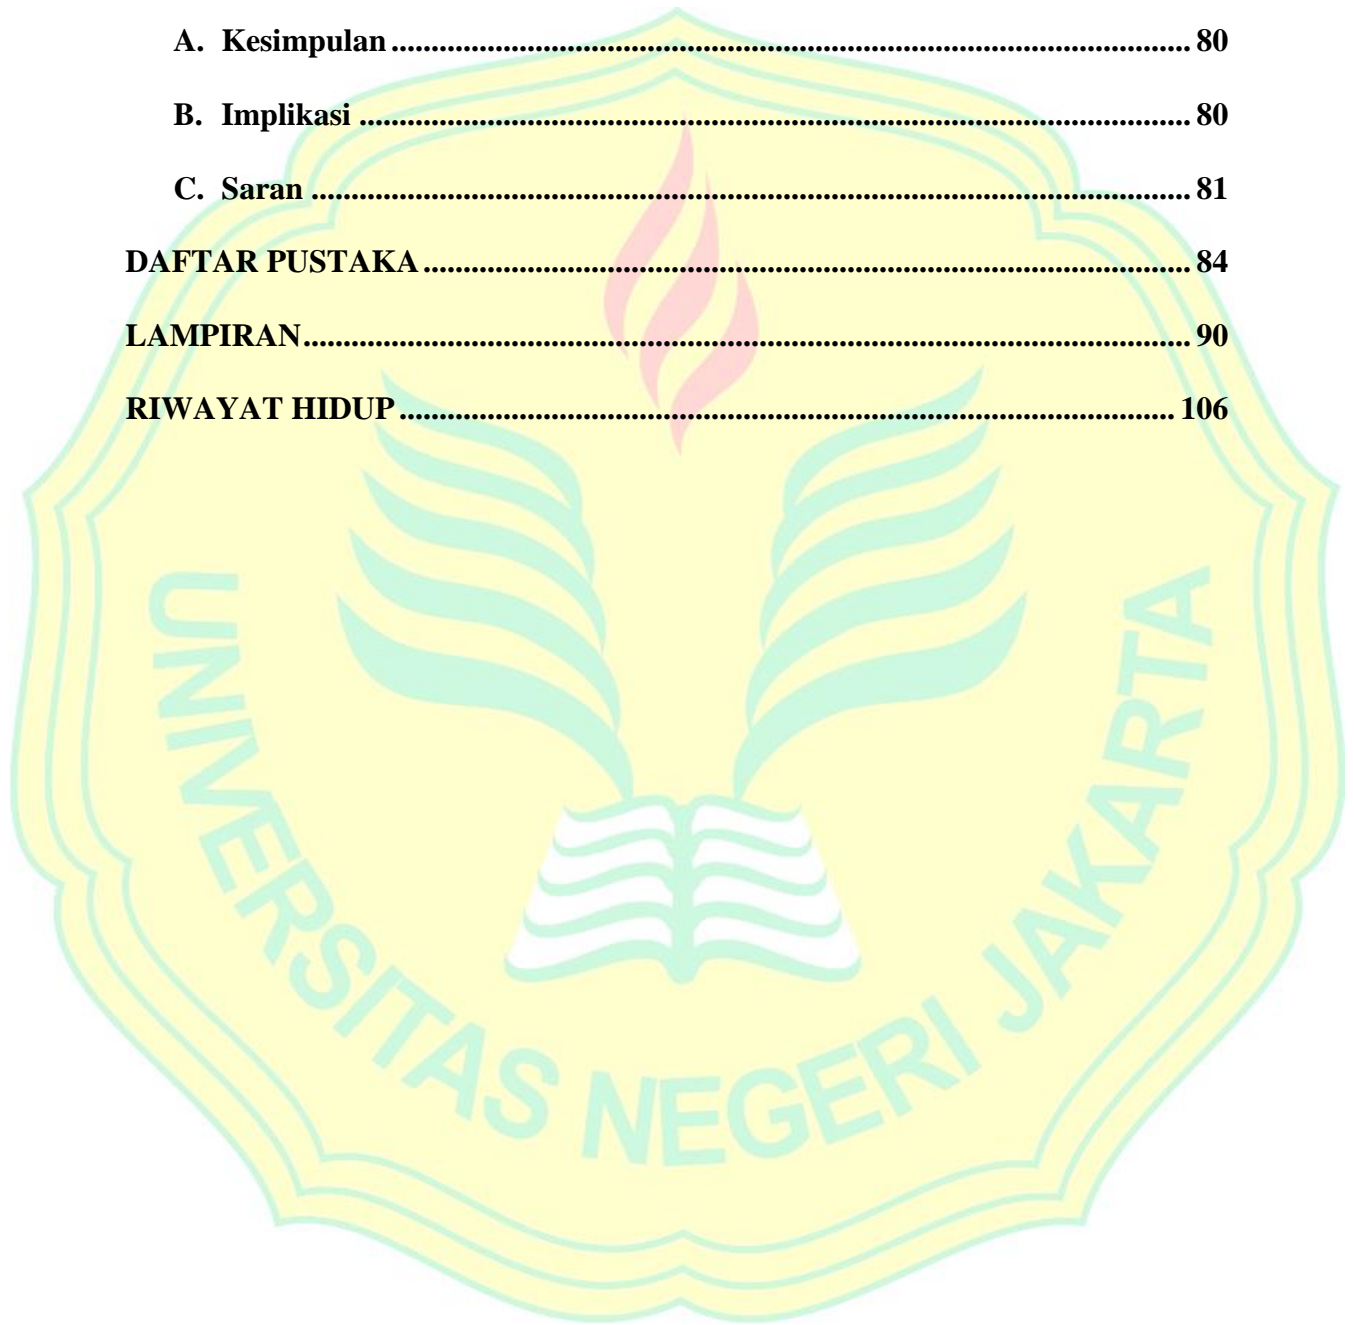 A. Kesimpulan .................................................................................................... 80
B. Implikasi ........................................................................................................ 80
C. Saran .............................................................................................................. 81
DAFTAR PUSTAKA ................................................................................................ 84
LAMPIRAN............................................................................................................... 90
RIWAYAT HIDUP ................................................................................................. 106
UNIVERSITAS NEGERI JAKARTA